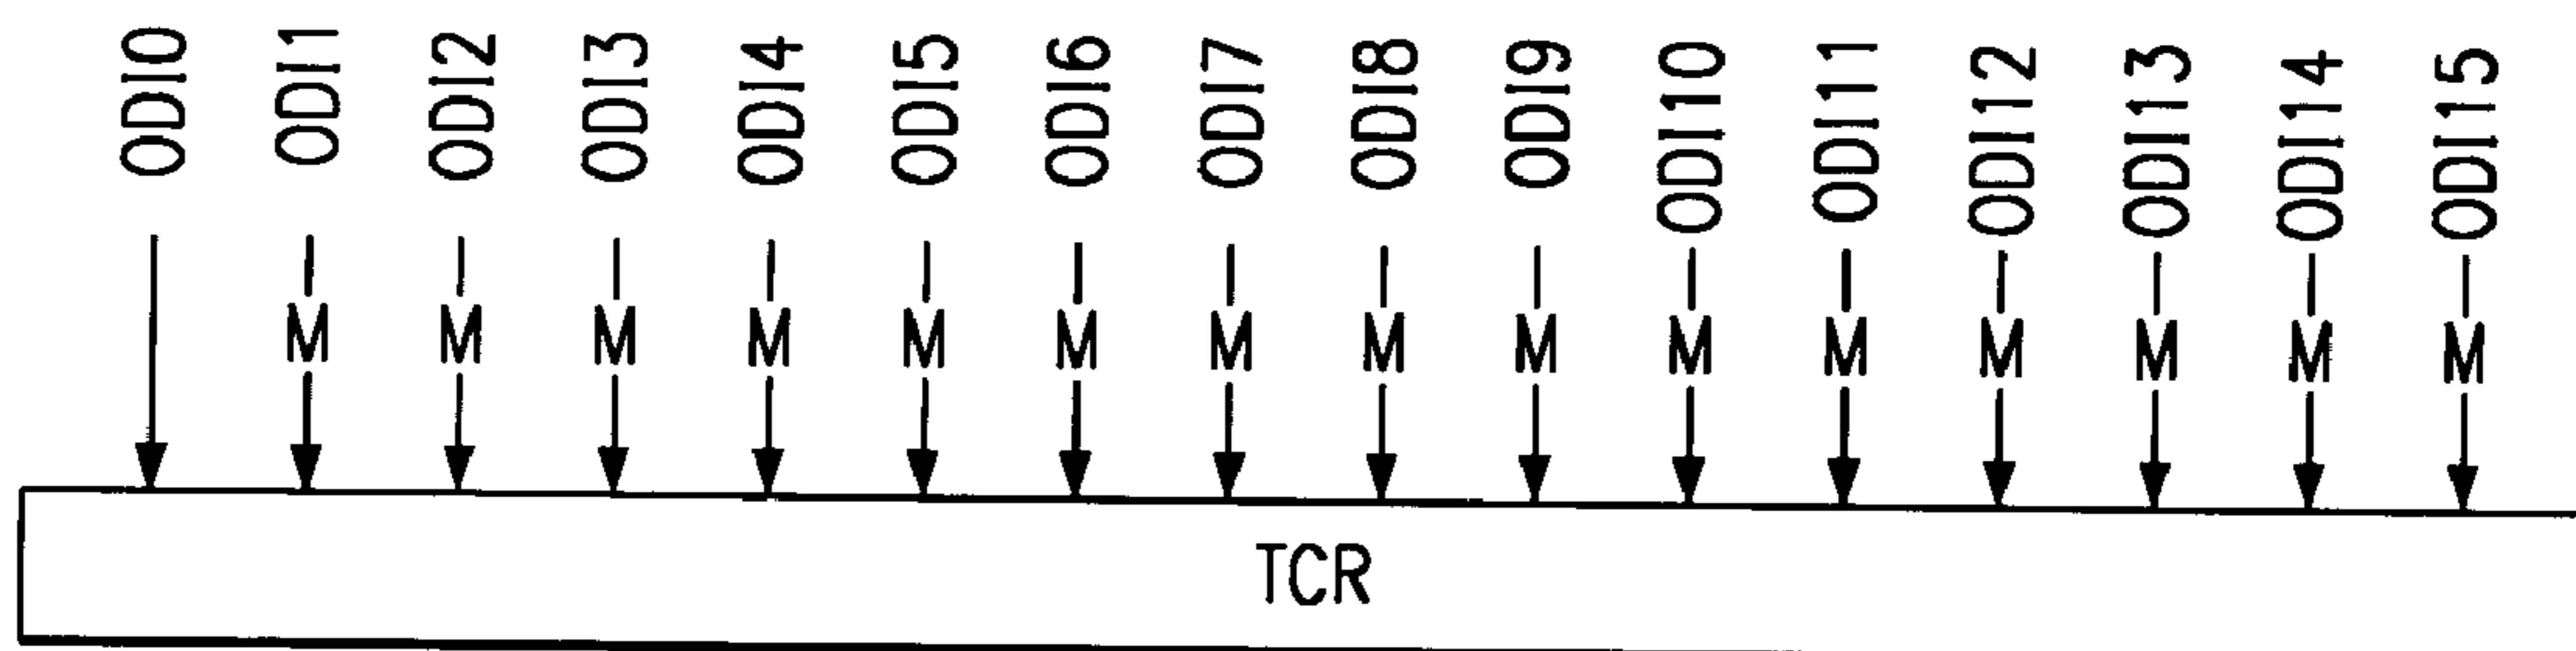 ODI0 ODI1 ODI2 ODI3 ODI4 ODI5 ODI6 ODI7 ODI8 ODI9 ODI10 ODI11 ODI12 ODI13 ODI14 ODI15
M M M M M M M M M M M M M M M
TCR